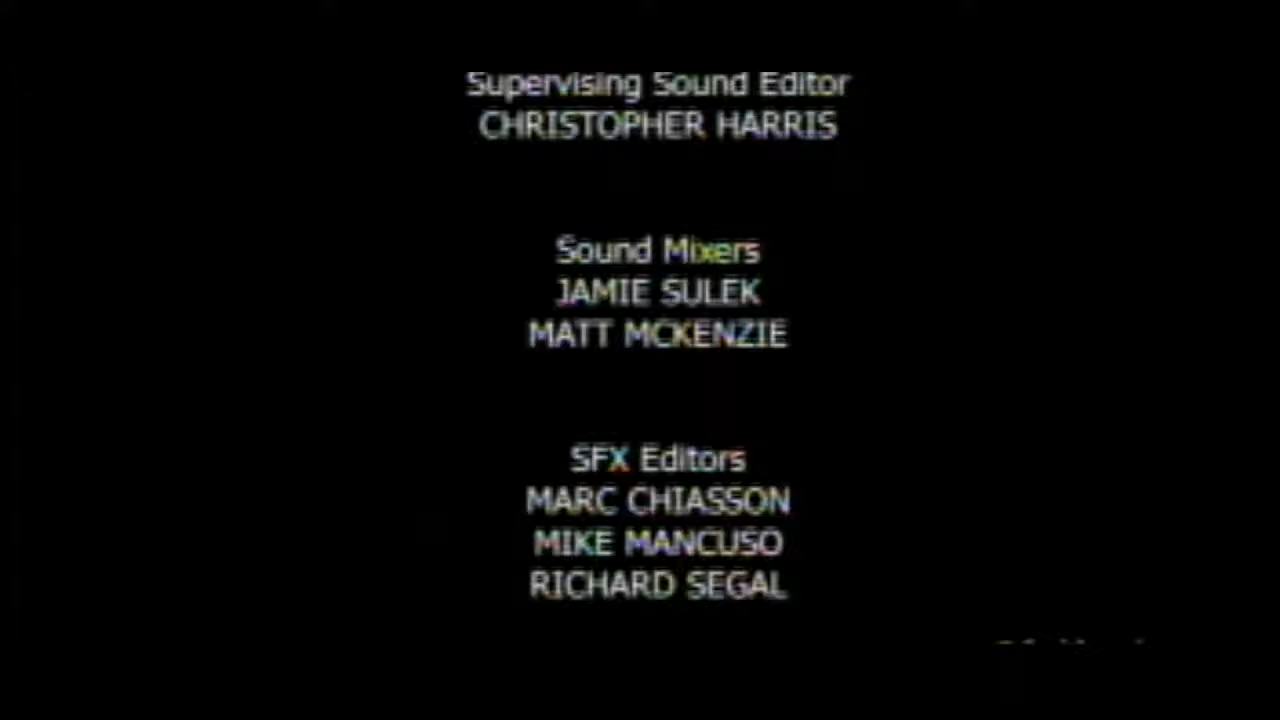 Supervising Sound Editor
CHRISTOPHER HARRIS
Sound Mixers
JAMIE SULEK
MATT MCKENZIE
SFX Editors
MARC CHIASSON
MIKE MANCUSO
RICHARD SEGAL